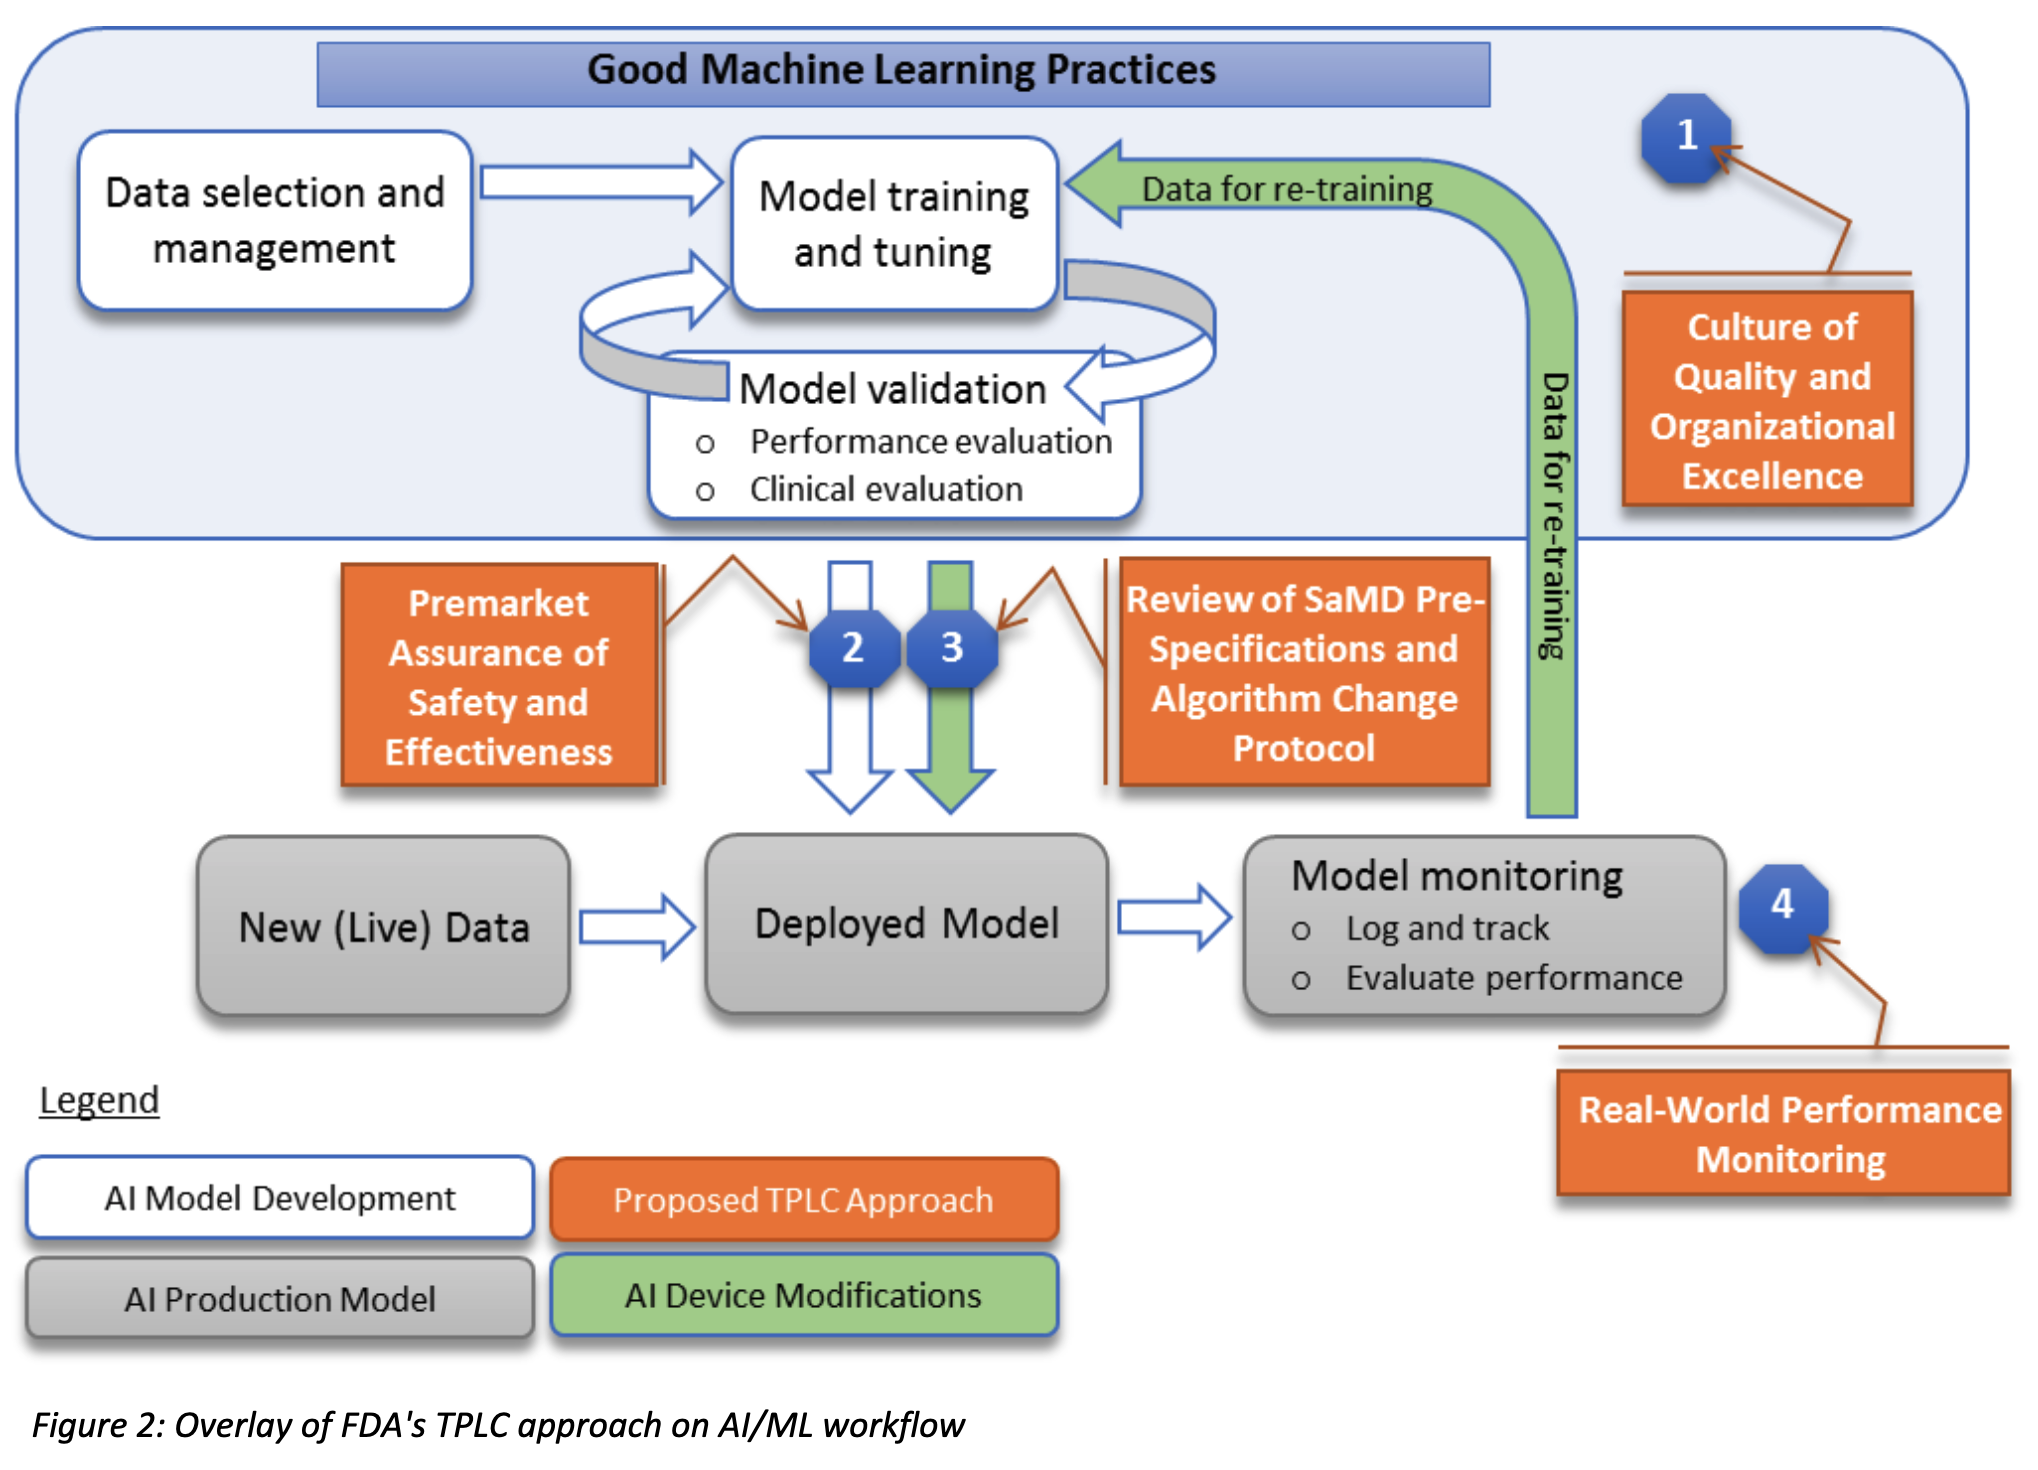 Good Machine Learning Practices
1
Data selection and
management
Model training
and tuning
Data for re-training
Culture of
Quality and
Organizational
Excellence
Model validation
o Performance evaluation
o Clinical evaluation
Data for re-training
Premarket
Assurance of
Safety and
Effectiveness
2
3
Review of SaMD Pre-
Specifications and
Algorithm Change
Protocol
New (Live) Data
Deployed Model
Model monitoring
o Log and track
o Evaluate performance
4
Real-World Performance
Monitoring
Legend
AI Model Development
Proposed TPLC Approach
AI Production Model
AI Device Modifications
Figure 2: Overlay of FDA's TPLC approach on AI/ML workflow